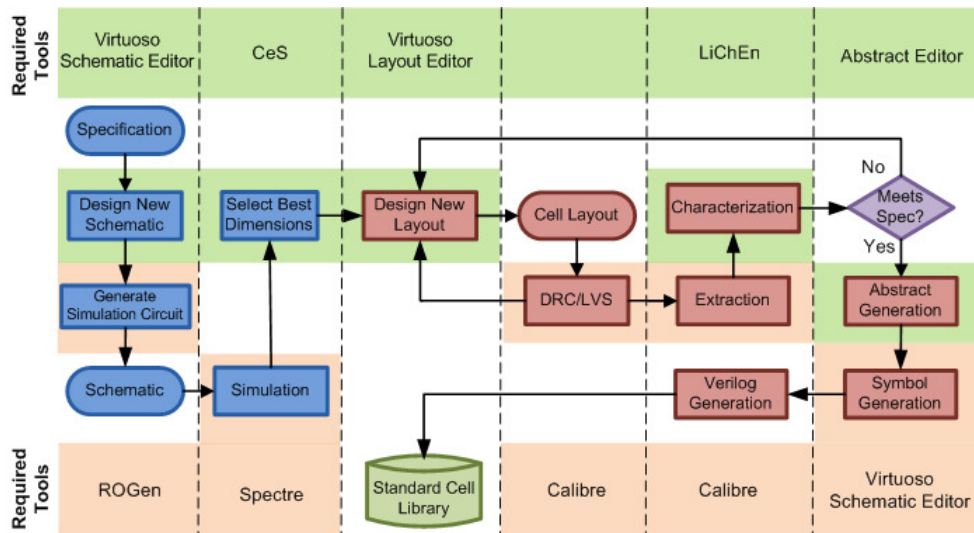 Required
Tools
Virtuoso
Schematic Editor
CeS
Virtuoso
Layout Editor
LiChEn
Abstract Editor
Specification
No
Design New
Schematic
Select Best
Dimensions
Design New
Layout
Cell Layout
Characterization
Meets
Spec?
Yes
Generate
Simulation Circuit
DRC/LVS
Extraction
Abstract
Generation
Schematic
Simulation
Verilog
Generation
Symbol
Generation
Required
Tools
ROGen
Spectre
Standard Cell
Library
Calibre
Calibre
Virtuoso
Schematic Editor